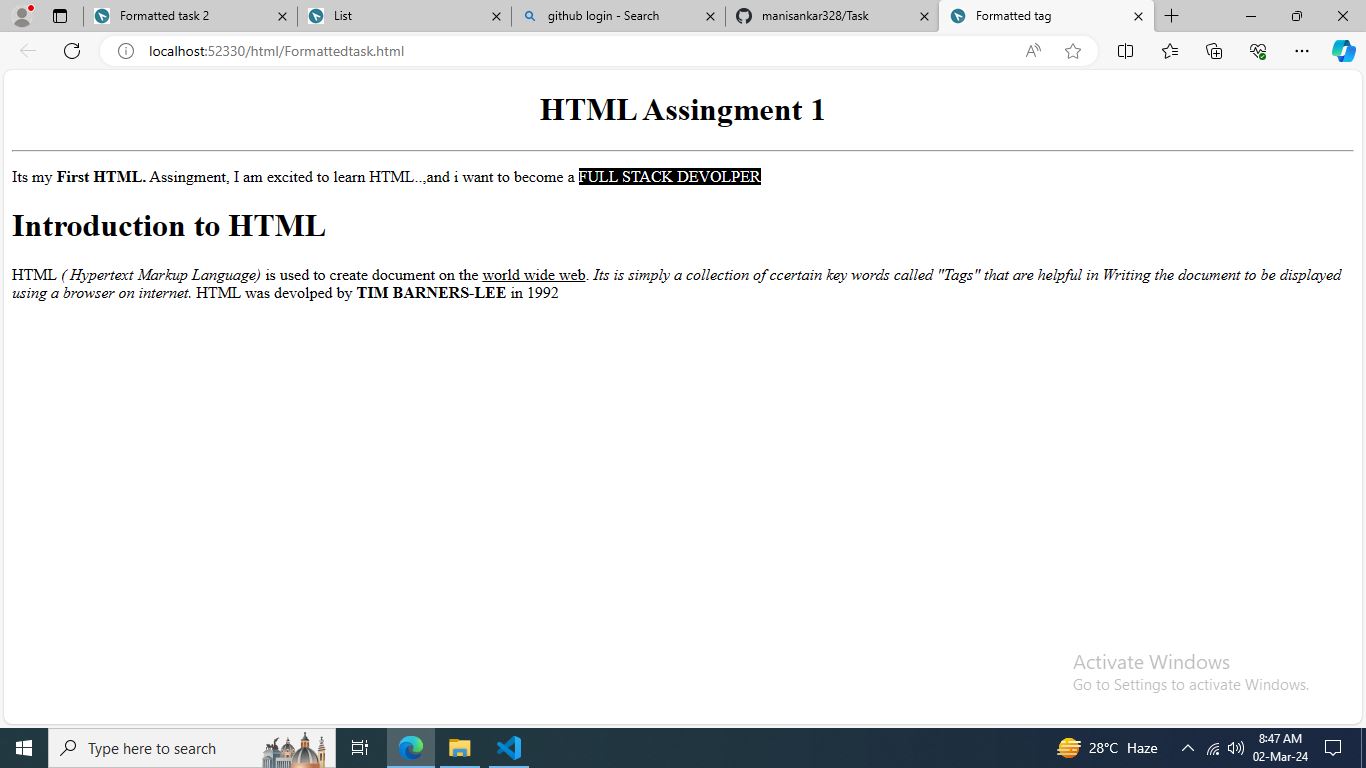 Formatted task 2
List
github login - Search
manisankar328/Task
Formatted tag
localhost:52330/html/Formattedtask.html
HTML Assingment 1
Its my First HTML. Assingment, I am excited to learn HTML..,and i want to become a FULL STACK DEVOLPER
Introduction to HTML
HTML ( Hypertext Markup Language) is used to create document on the world wide web. Its is simply a collection of ccertain key words called "Tags" that are helpful in Writing the document to be displayed
using a browser on internet. HTML was devolped by TIM BARNERS-LEE in 1992
Activate Windows
Go to Settings to activate Windows.
Type here to search
28°C Haze
8:47 AM
02-Mar-24